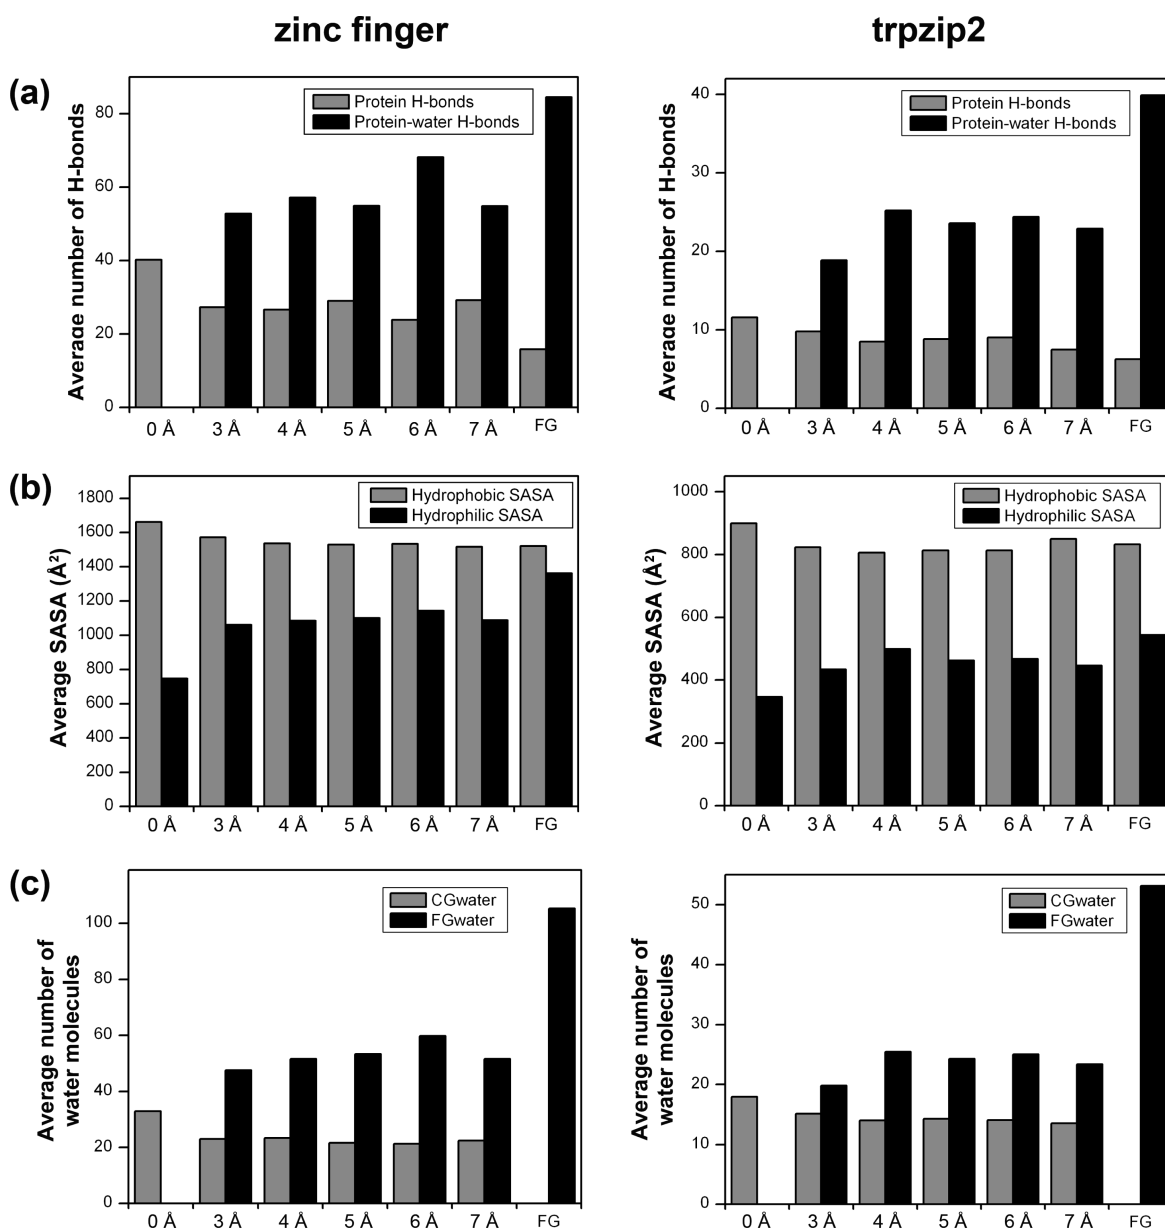 zinc finger
trpzip2
(a)
Average number of H-bonds
80
60
40
20
0
Protein H-bonds
Protein-water H-bonds
0 Å 3 Å 4 Å 5 Å 6 Å 7 Å FG
Average number of H-bonds
40
30
20
10
0
Protein H-bonds
Protein-water H-bonds
0 Å 3 Å 4 Å 5 Å 6 Å 7 Å FG
(b)
Average SASA (Å²)
1800
1600
1400
1200
1000
800
600
400
200
0
Hydrophobic SASA
Hydrophilic SASA
0 Å 3 Å 4 Å 5 Å 6 Å 7 Å FG
Average SASA (Å²)
1000
800
600
400
200
0
Hydrophobic SASA
Hydrophilic SASA
0 Å 3 Å 4 Å 5 Å 6 Å 7 Å FG
(c)
Average number of
water molecules
100
80
60
40
20
0
CGwater
FGwater
0 Å 3 Å 4 Å 5 Å 6 Å 7 Å FG
Average number of
water molecules
50
40
30
20
10
0
CGwater
FGwater
0 Å 3 Å 4 Å 5 Å 6 Å 7 Å FG